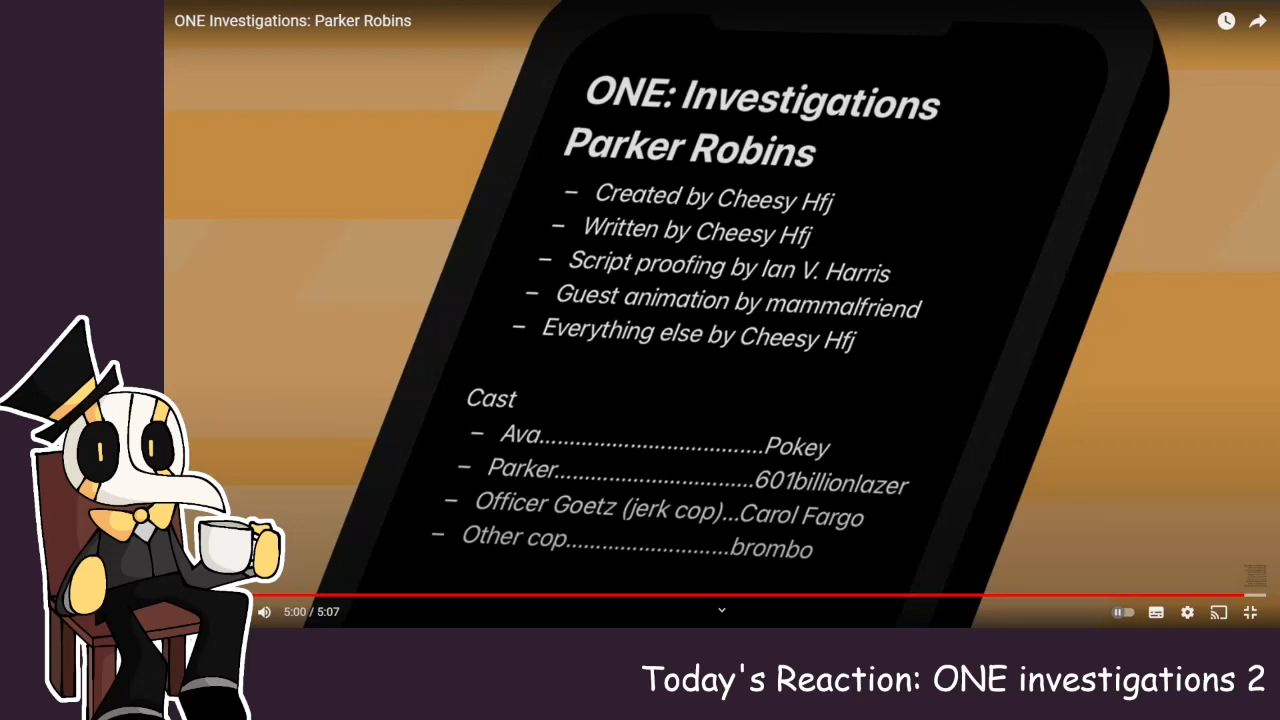 ONE Investigations: Parker Robins
ONE: Investigations
Parker Robins
– Created by Cheesy Hfj
– Written by Cheesy Hfj
– Script proofing by Ian V. Harris
– Guest animation by mammalfriend
– Everything else by Cheesy Hfj
Cast
– Ava....................................Pokey
– Parker................................601billionlazer
– Officer Goetz (jerk cop)...Carol Fargo
– Other cop..........................brombo
5:00 / 5:07
Today's Reaction: ONE investigations 2